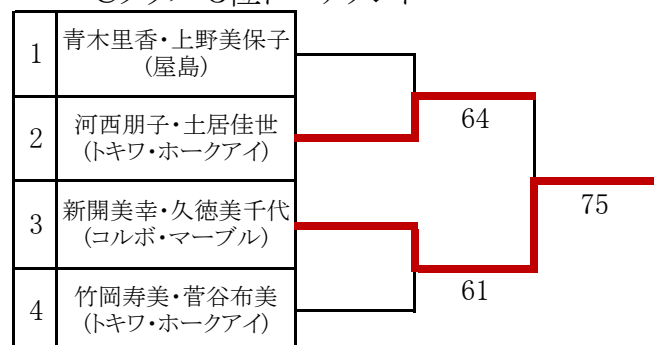 1
青木里香・上野美保子
(屋島)
2
河西朋子・土居佳世
(トキワ・ホークアイ)
3
新開美幸・久徳美千代
(コルボ・マーブル)
4
竹岡寿美・菅谷布美
(トキワ・ホークアイ)
64
61
75